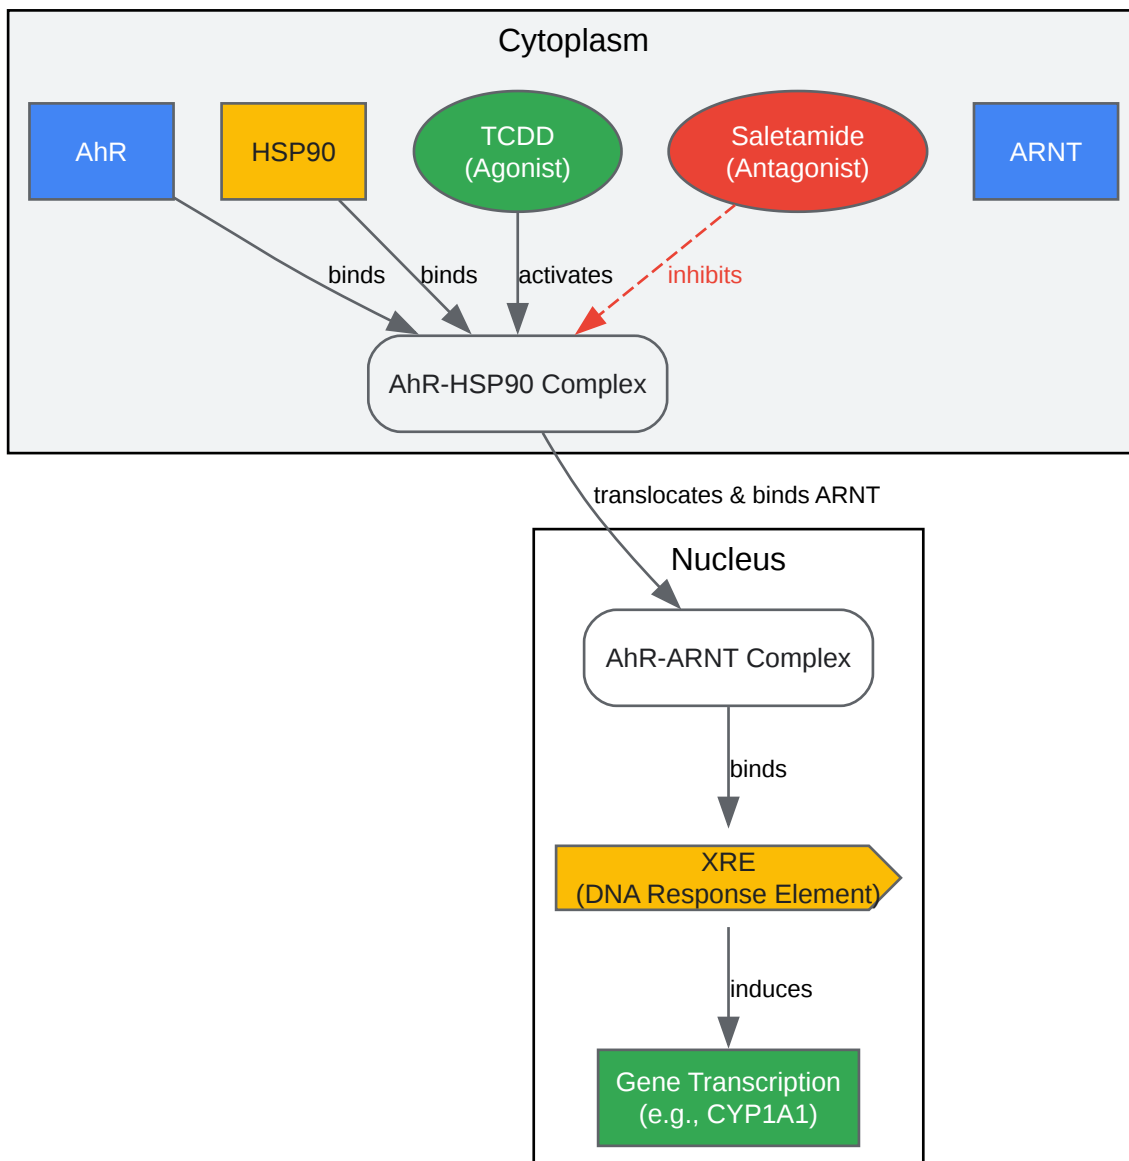 Cytoplasm
AhR
HSP90
TCDD
(Agonist)
Saletamide
(Antagonist)
ARNT
binds
binds
activates
inhibits
AhR-HSP90 Complex
translocates & binds ARNT
Nucleus
AhR-ARNT Complex
binds
XRE
(DNA Response Element)
induces
Gene Transcription
(e.g., CYP1A1)